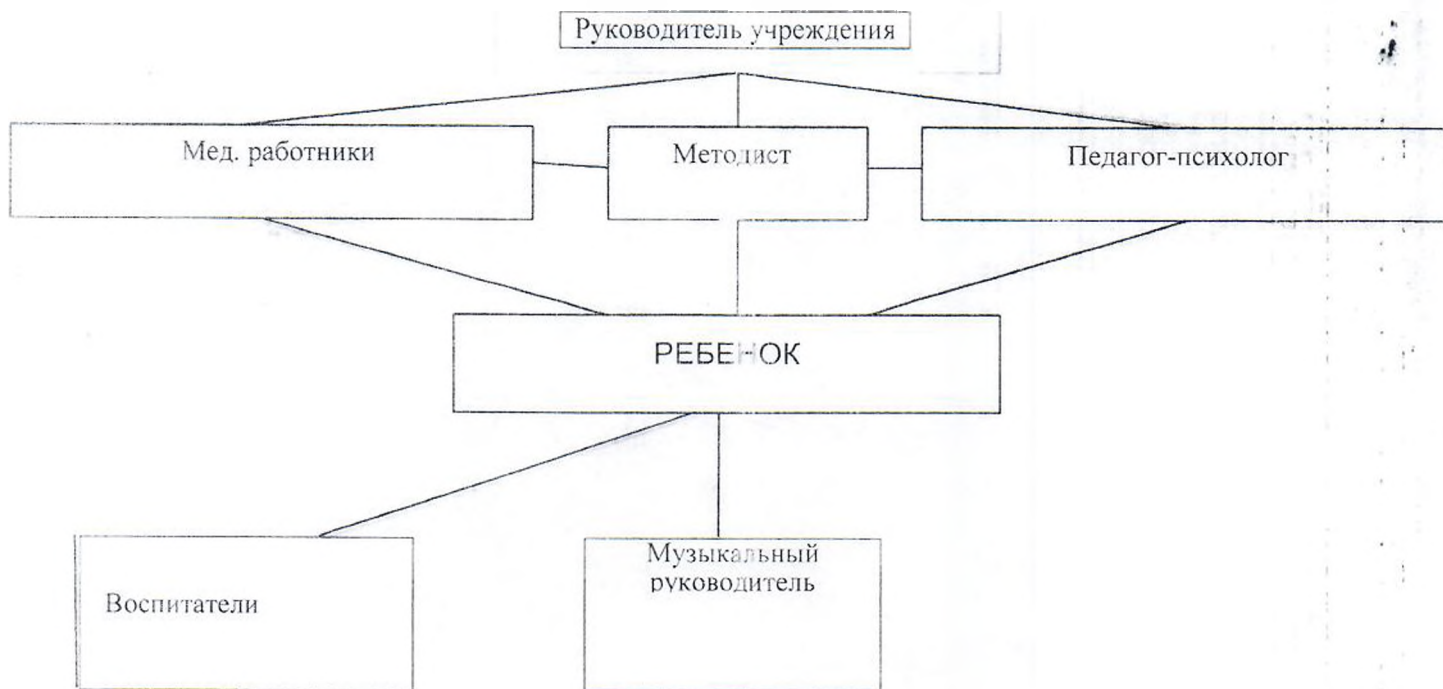 Руководитель учреждения
Мед. работники
Методист
Педагог-психолог
РЕБЕНОК
Воспитатели
Музыкальный
руководитель